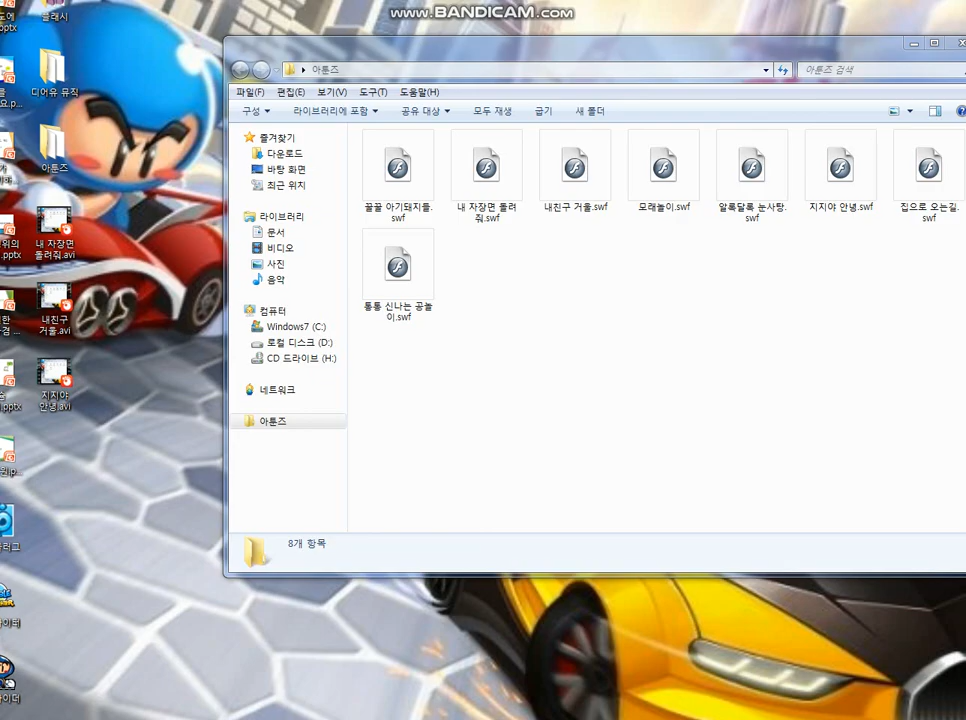 www.BANDICAM.com
클래시
pptx
디어유 뮤직
아툰즈
내 자장면
돌려줘.avi
.pptx
내친구
거울.avi
지지야
안녕.avi
.pptx
아툰즈
아툰즈 검색
파일(F) 편집(E) 보기(V) 도구(T) 도움말(H)
구성 라이브러리에 포함 공유 대상 모두 재생 굽기 새 폴더
즐겨찾기
다운로드
바탕 화면
최근 위치
라이브러리
문서
비디오
사진
음악
컴퓨터
Windows7 (C:)
로컬 디스크 (D:)
CD 드라이브 (H:)
네트워크
아툰즈
꿀꿀 아기돼지들.
swf
내 자장면 돌려
줘.swf
내친구 거울.swf
모래놀이.swf
알록달록 눈사탕.
swf
지지야 안녕.swf
집으로 오는길.
swf
통통 신나는 공놀
이.swf
8개 항목